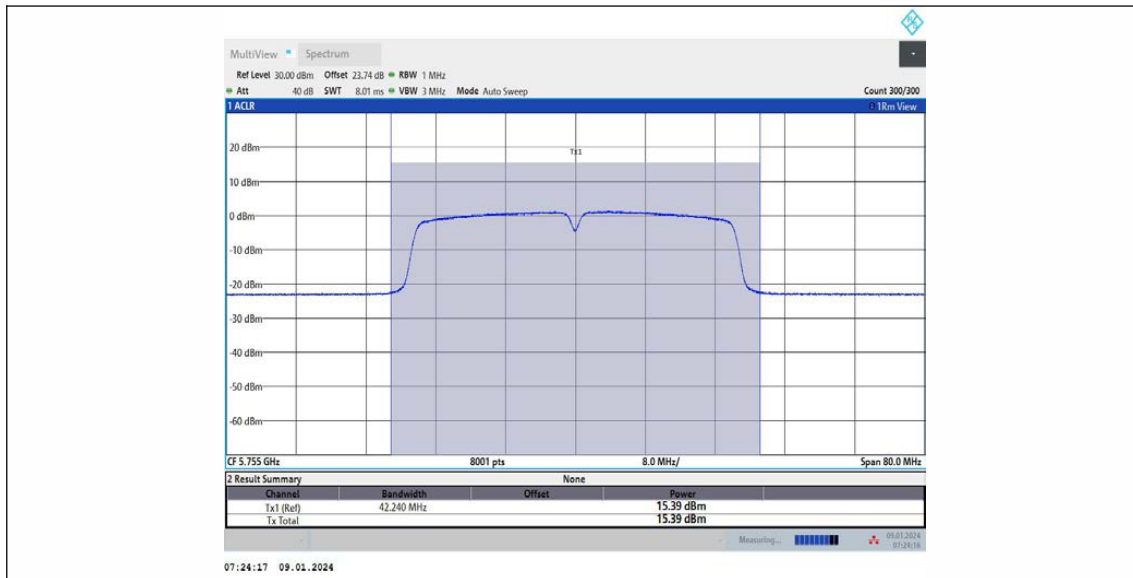 MultiView Spectrum
Ref Level 30.00 dBm Offset 23.74 dB RBW 1 MHz
Att 40 dB SWT 8.01 ms VBW 3 MHz Mode Auto Sweep Count 300/300
1 ACLR 1Rm View
20 dBm
Tx1
10 dBm
0 dBm
-10 dBm
-20 dBm
-30 dBm
-40 dBm
-50 dBm
-60 dBm
CF 5.755 GHz 8001 pts 8.0 MHz/ Span 80.0 MHz
2 Result Summary None
Channel Bandwidth Offset Power
Tx1 (Ref) 42.240 MHz 15.39 dBm
Tx Total 15.39 dBm
Measuring... 09.01.2024
07:24:16
07:24:17 09.01.2024